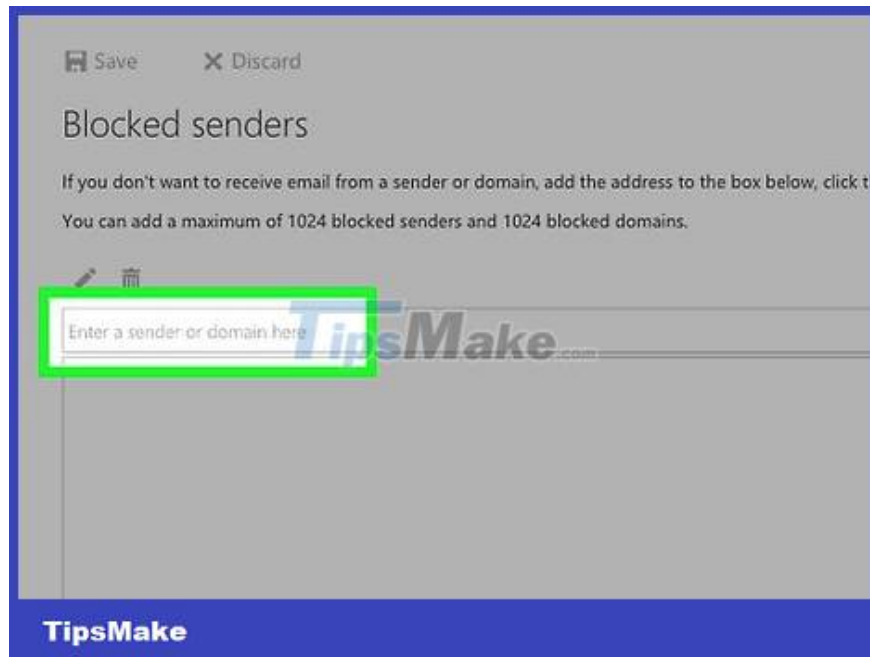 Save Discard
Blocked senders
If you don't want to receive email from a sender or domain, add the address to the box below, click t
You can add a maximum of 1024 blocked senders and 1024 blocked domains.
Enter a sender or domain here
TipsMake.com
TipsMake